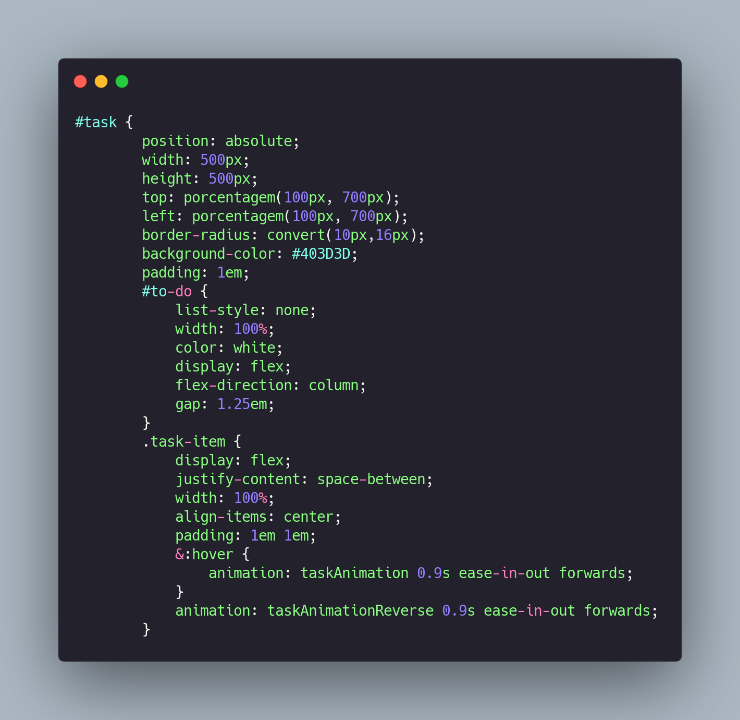 #task {
        position: absolute;
        width: 500px;
        height: 500px;
        top: porcentagem(100px, 700px);
        left: porcentagem(100px, 700px);
        border-radius: convert(10px,16px);
        background-color: #403D3D;
        padding: 1em;
        #to-do {
            list-style: none;
            width: 100%;
            color: white;
            display: flex;
            flex-direction: column;
            gap: 1.25em;
        }
        .task-item {
            display: flex;
            justify-content: space-between;
            width: 100%;
            align-items: center;
            padding: 1em 1em;
            &:hover {
                animation: taskAnimation 0.9s ease-in-out forwards;
            }
            animation: taskAnimationReverse 0.9s ease-in-out forwards;
        }